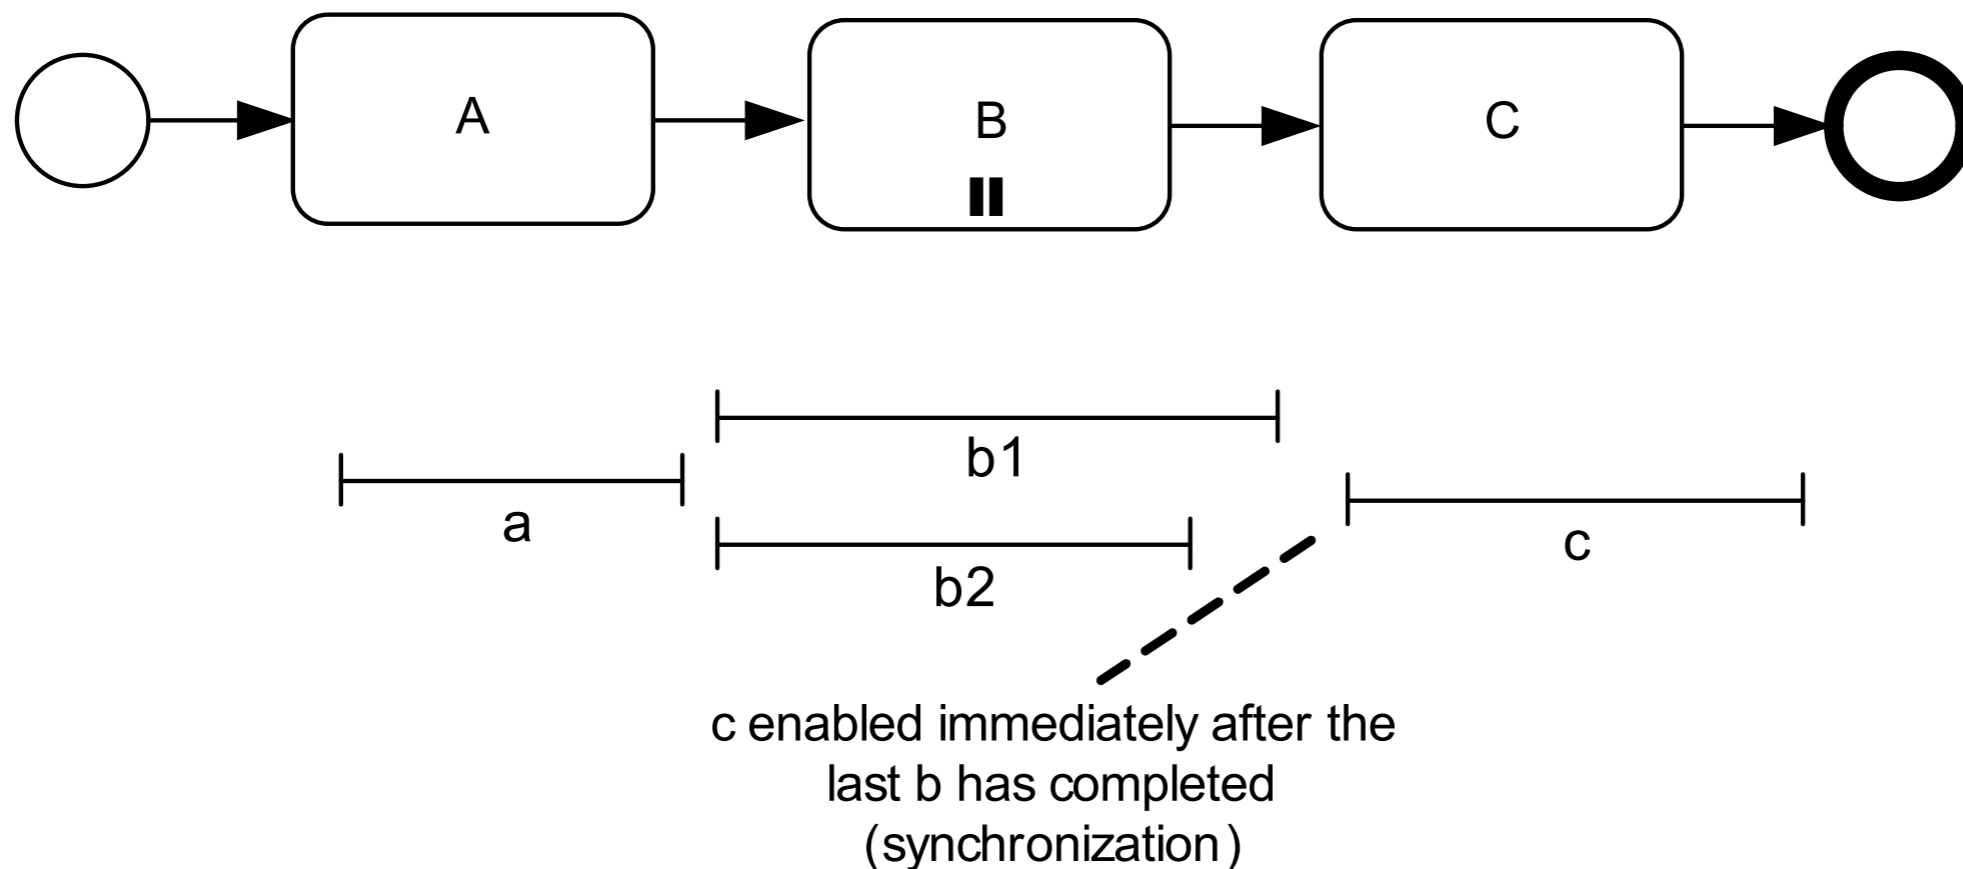 A
B
C
b1
a
b2
c
c enabled immediately after the
last b has completed
(synchronization)